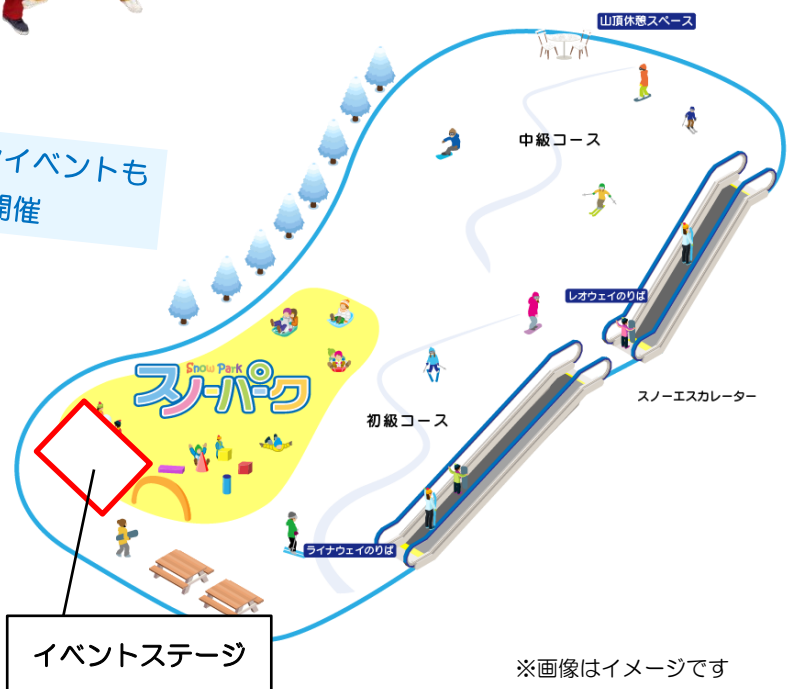 山頂休憩スペース
中級コース
イベントも
開催
レオウェイのりば
Snow Park
スノーパーク
スノーエスカレーター
初級コース
ライナウェイのりば
イベントステージ
※画像はイメージです